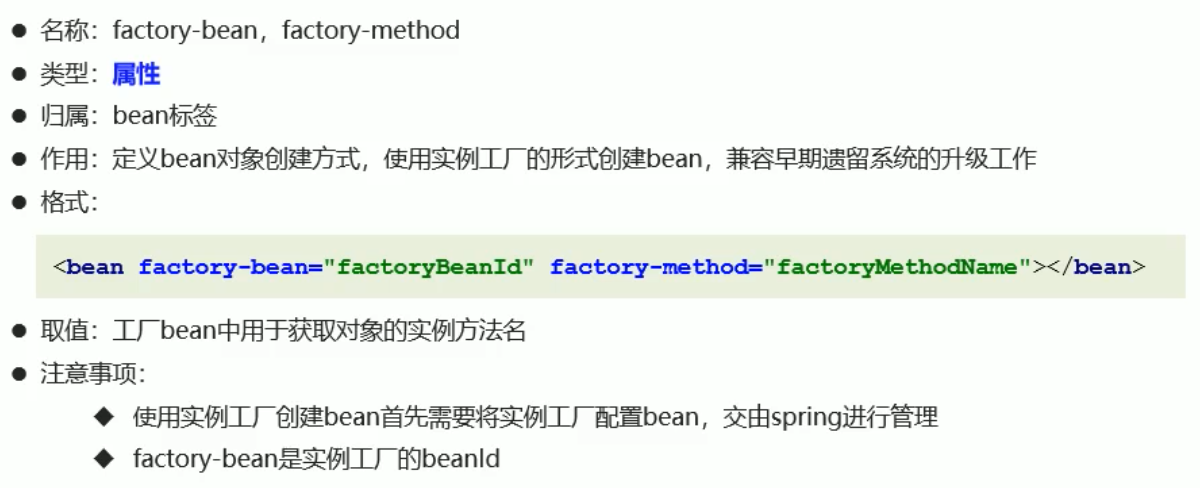 ● 名称：factory-bean，factory-method
● 类型：属性
● 归属：bean标签
● 作用：定义bean对象创建方式，使用实例工厂的形式创建bean，兼容早期遗留系统的升级工作
● 格式：
<bean factory-bean="factoryBeanId" factory-method="factoryMethodName"></bean>
● 取值：工厂bean中用于获取对象的实例方法名
● 注意事项：
◆ 使用实例工厂创建bean首先需要将实例工厂配置bean，交由spring进行管理
◆ factory-bean是实例工厂的beanId